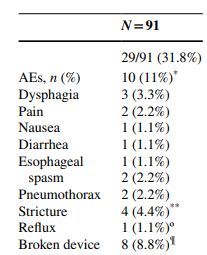 N=91
29/91 (31.8%)
AEs, n (%) 10 (11%)*
Dysphagia 3 (3.3%)
Pain 2 (2.2%)
Nausea 1 (1.1%)
Diarrhea 1 (1.1%)
Esophageal 1 (1.1%)
spasm 2 (2.2%)
Pneumothorax 2 (2.2%)
Stricture 4 (4.4%)**
Reflux 1 (1.1%)º
Broken device 8 (8.8%)¶